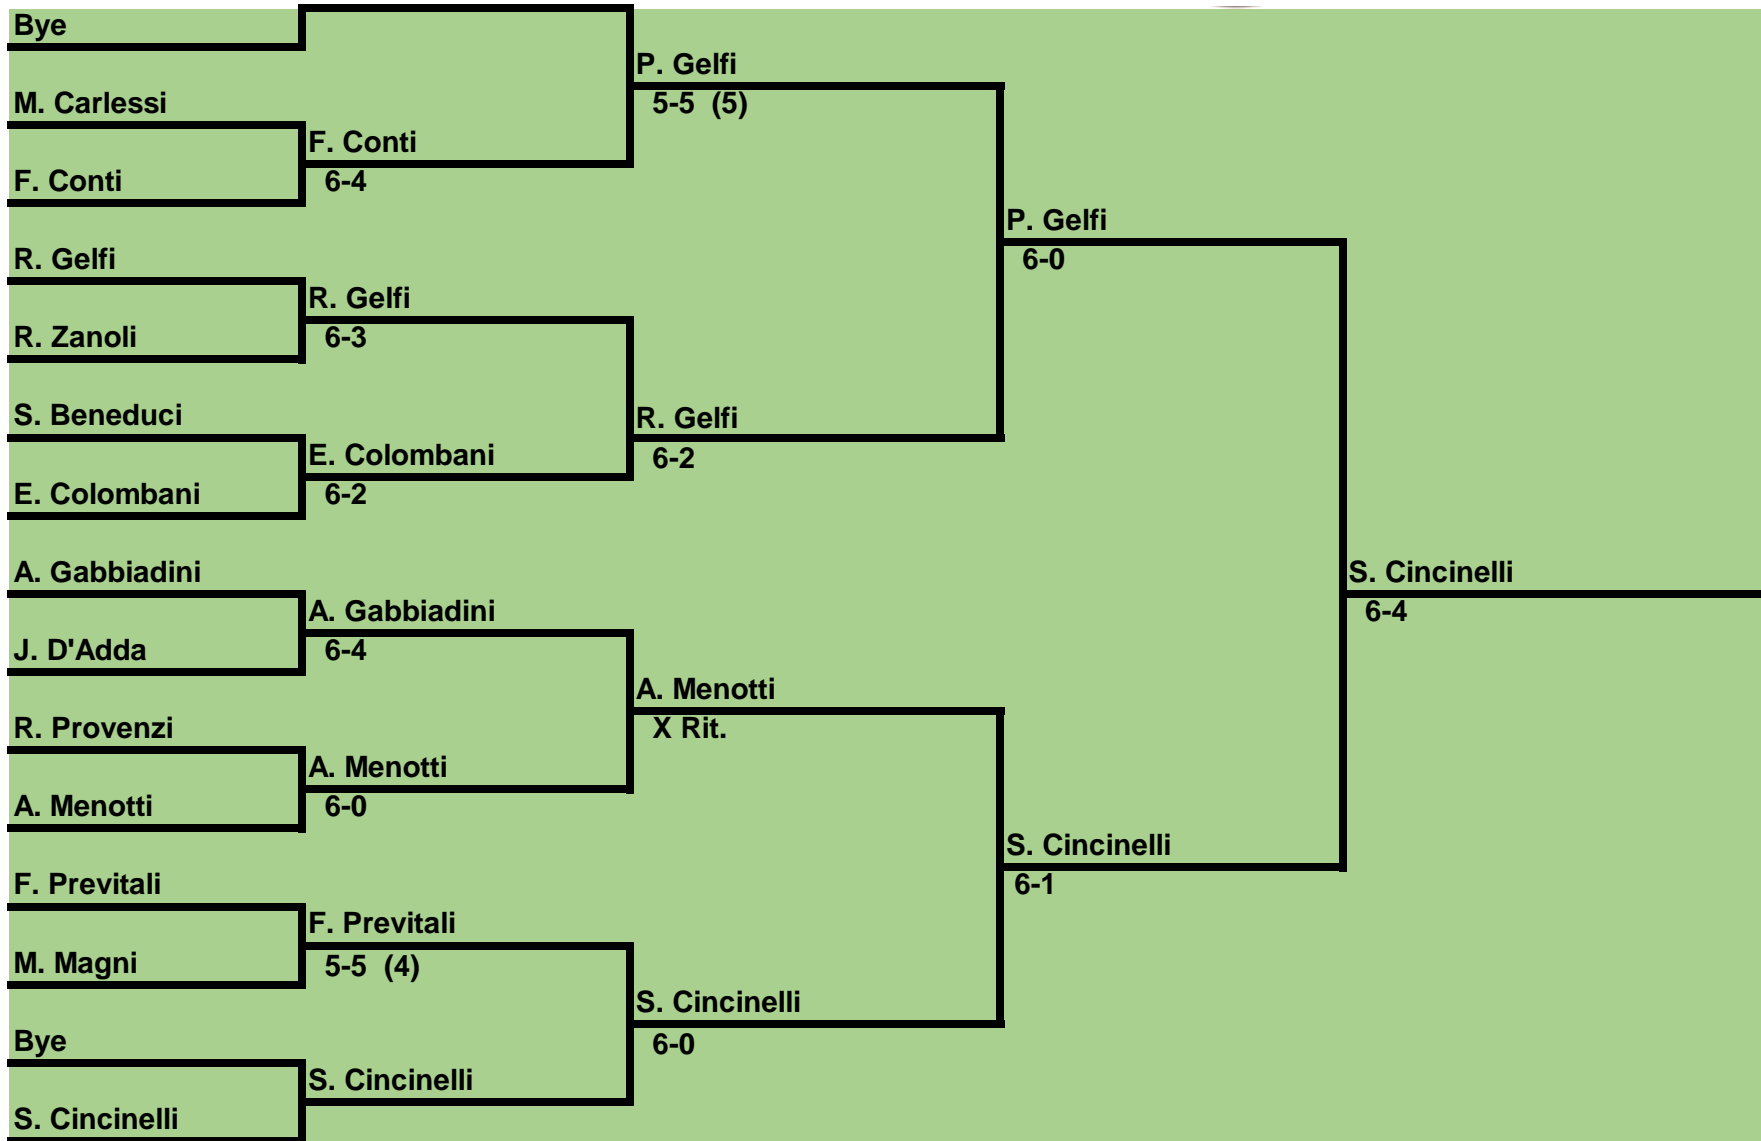 Bye
P. Gelfi
M. Carlessi
5-5 (5)
F. Conti
F. Conti
6-4
P. Gelfi
R. Gelfi
6-0
R. Gelfi
R. Zanoli
6-3
S. Beneduci
R. Gelfi
E. Colombani
6-2
E. Colombani
6-2
A. Gabbiadini
S. Cincinelli
A. Gabbiadini
6-4
J. D'Adda
6-4
A. Menotti
R. Provenzi
X Rit.
A. Menotti
A. Menotti
6-0
S. Cincinelli
F. Previtali
6-1
F. Previtali
M. Magni
5-5 (4)
S. Cincinelli
Bye
6-0
S. Cincinelli
S. Cincinelli